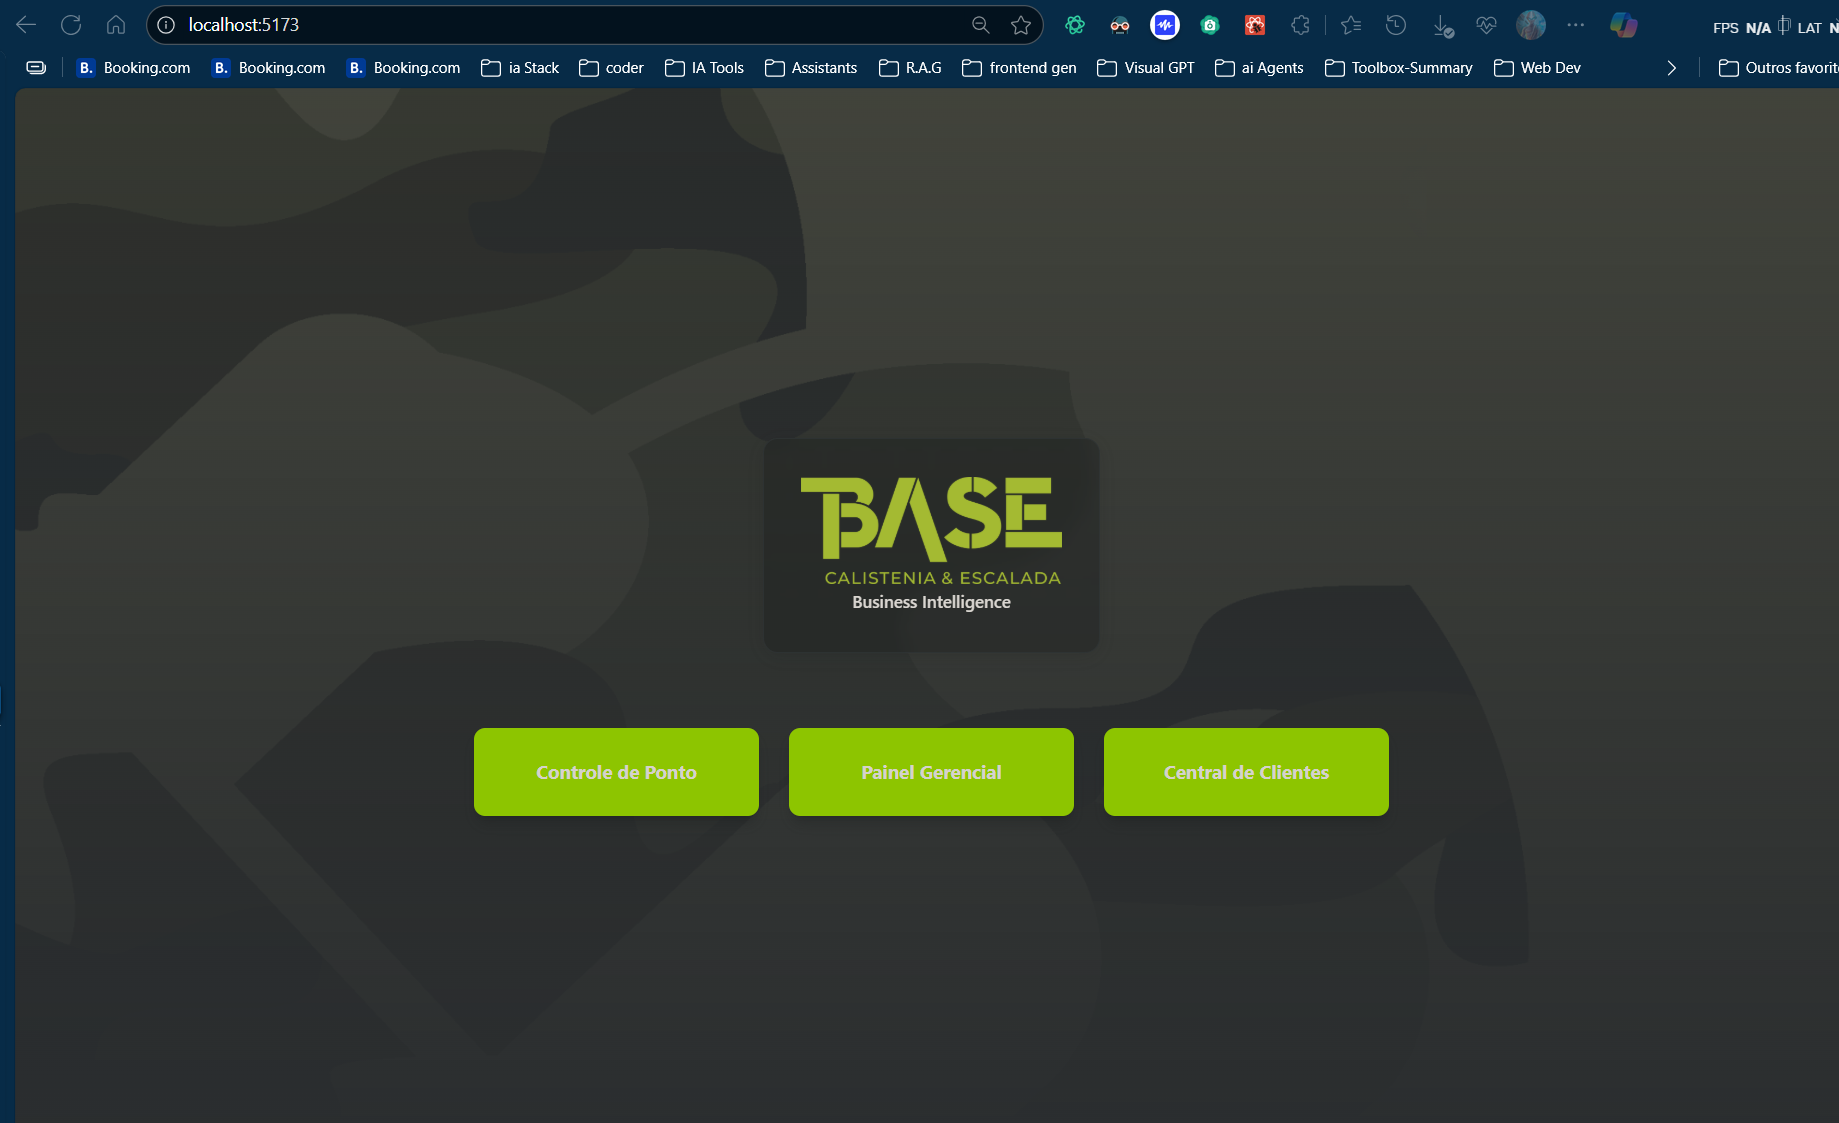 localhost:5173
FPS N/A LAT N
B. Booking.com B. Booking.com B. Booking.com ia Stack coder IA Tools Assistants R.A.G frontend gen Visual GPT ai Agents Toolbox-Summary Web Dev Outros favorit
BASE
CALISTENIA & ESCALADA
Business Intelligence
Controle de Ponto Painel Gerencial Central de Clientes